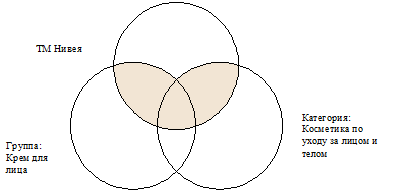 ТМ Нивея
Категория:
Косметика по
уходу за лицом и
телом
Группа:
Крем для
лица